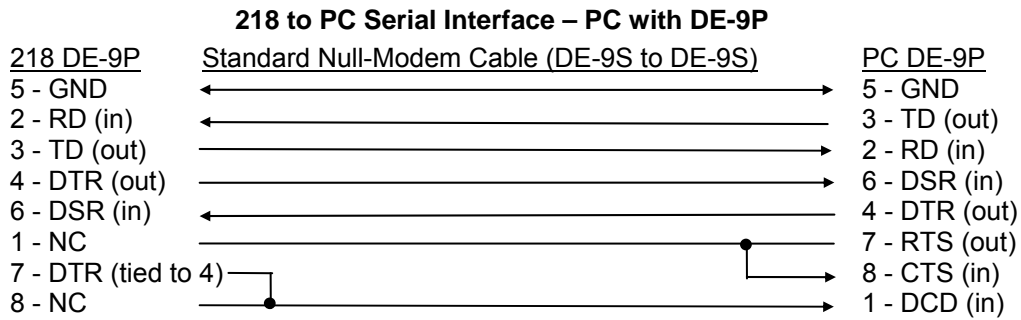 218 to PC Serial Interface – PC with DE-9P
218 DE-9P Standard Null-Modem Cable (DE-9S to DE-9S) PC DE-9P
5 - GND 5 - GND
2 - RD (in) 3 - TD (out)
3 - TD (out) 2 - RD (in)
4 - DTR (out) 6 - DSR (in)
6 - DSR (in) 4 - DTR (out)
1 - NC 7 - RTS (out)
7 - DTR (tied to 4) 8 - CTS (in)
8 - NC 1 - DCD (in)